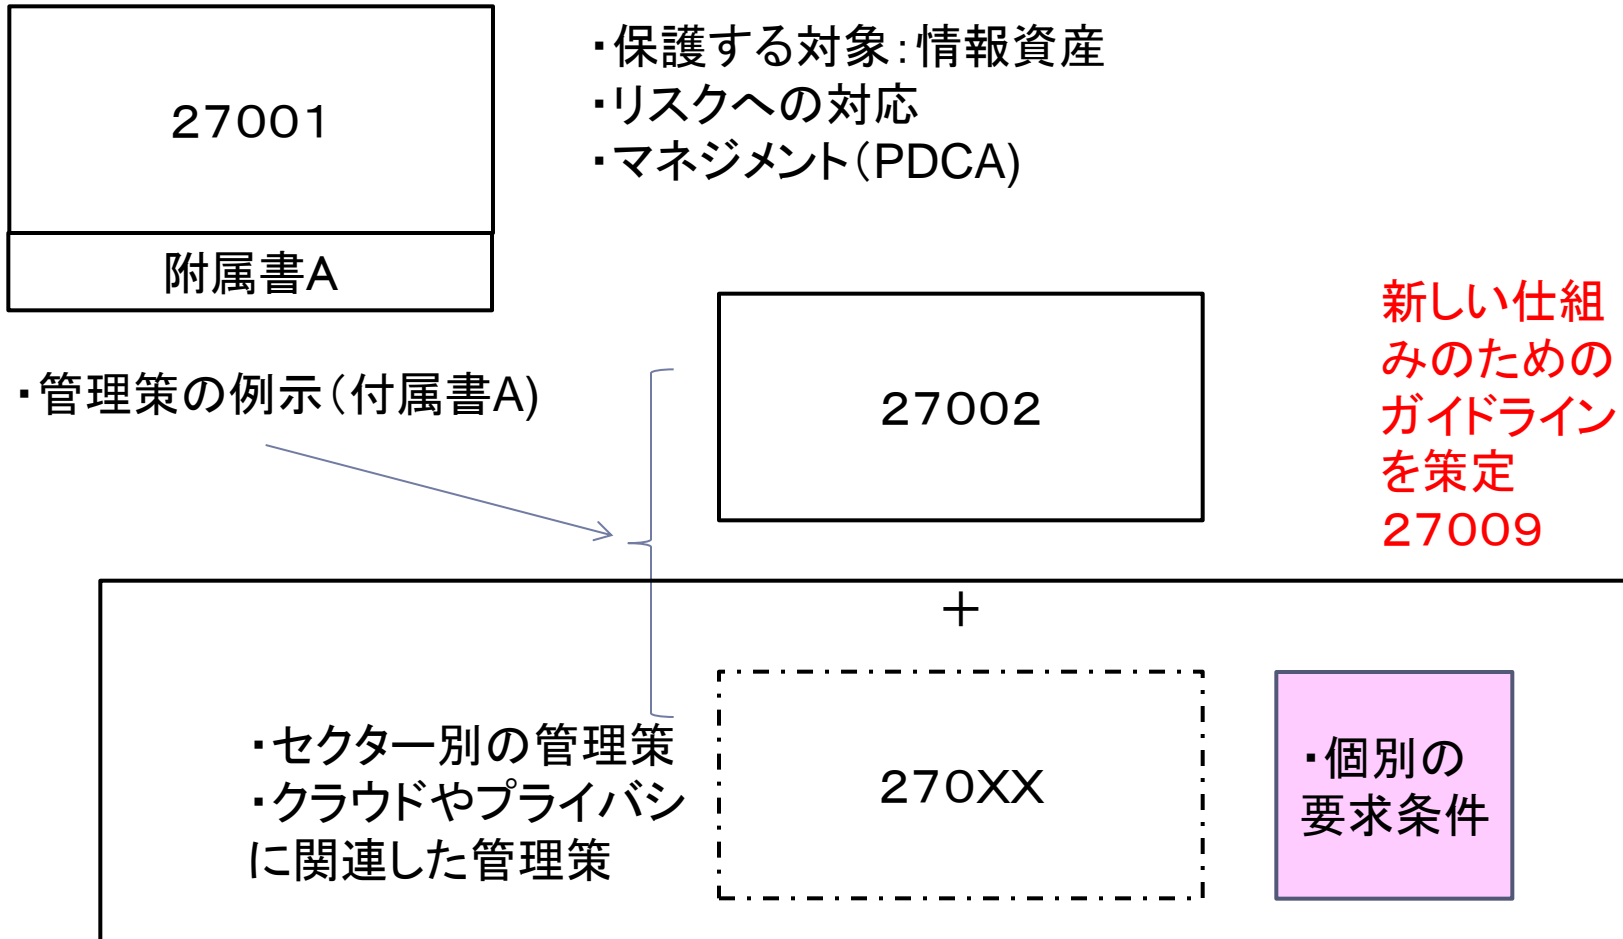 27001
附属書A
・保護する対象：情報資産
・リスクへの対応
・マネジメント（PDCA)
・管理策の例示（付属書A)
27002
新しい仕組
みのための
ガイドライン
を策定
27009
＋
・セクター別の管理策
・クラウドやプライバシ
に関連した管理策
270XX
・個別の
要求条件